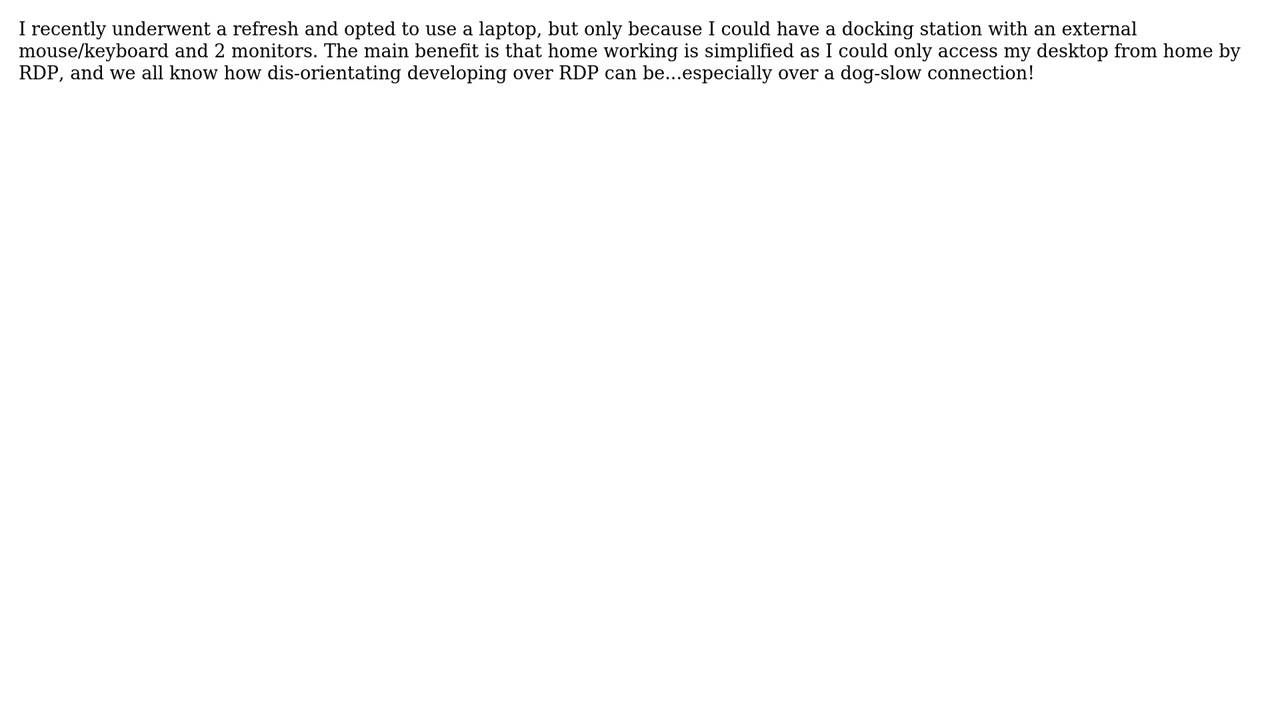 I recently underwent a refresh and opted to use a laptop, but only because I could have a docking station with an external
mouse/keyboard and 2 monitors. The main benefit is that home working is simplified as I could only access my desktop from home by
RDP, and we all know how dis-orientating developing over RDP can be...especially over a dog-slow connection!